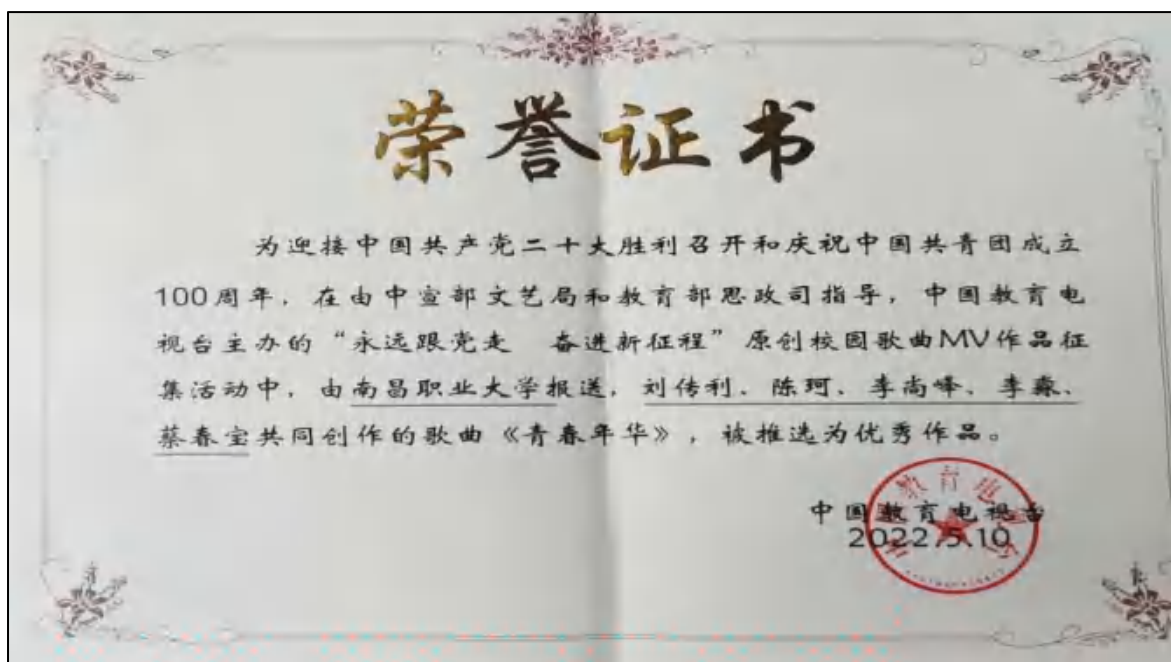 荣誉证书
为迎接中国共产党二十大胜利召开和庆祝中国共青团成立
100周年，在由中宣部文艺局和教育部思政司指导，中国教育电
视台主办的“永远跟党走 奋进新征程”原创校园歌曲MV作品征
集活动中，由南昌职业大学报送，刘传利、陈珂、李尚峰、李淼、
蔡春宝共同创作的歌曲《青春年华》，被推选为优秀作品。
中国教育电视台
2022.5.10